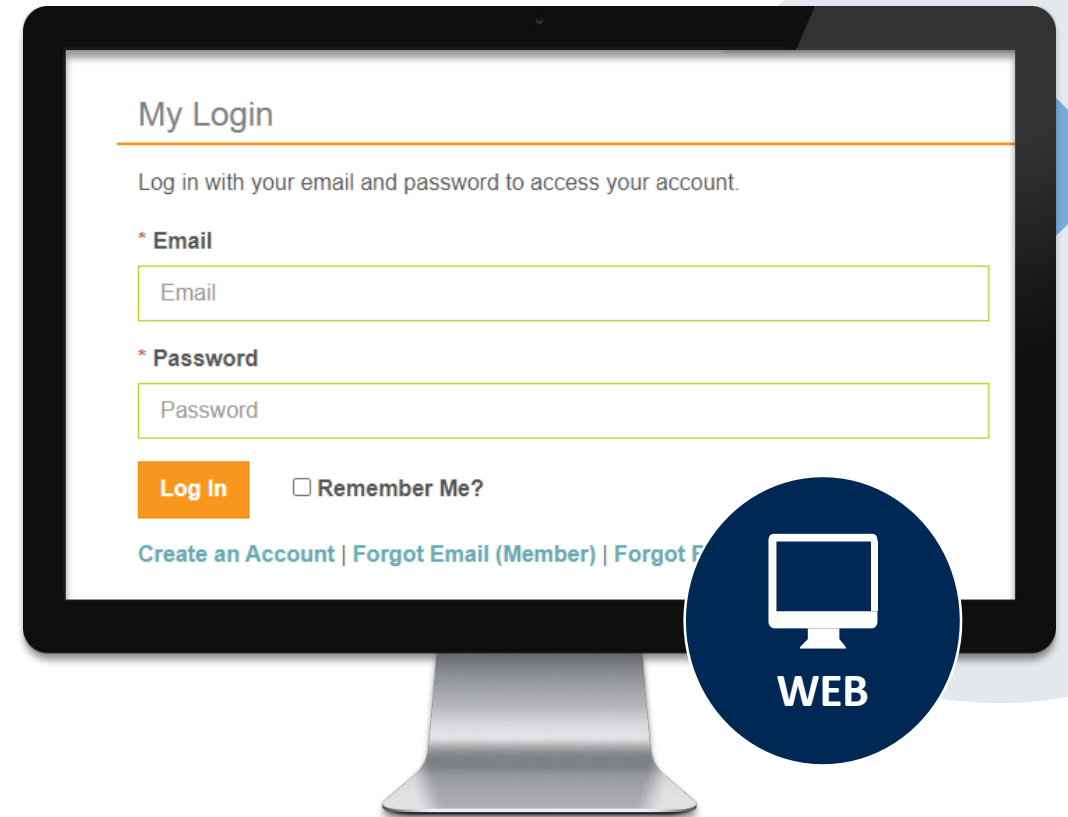 My Login
Log in with your email and password to access your account.
* Email
Email
* Password
Password
Log In Remember Me?
Create an Account | Forgot Email (Member) | Forgot
WEB